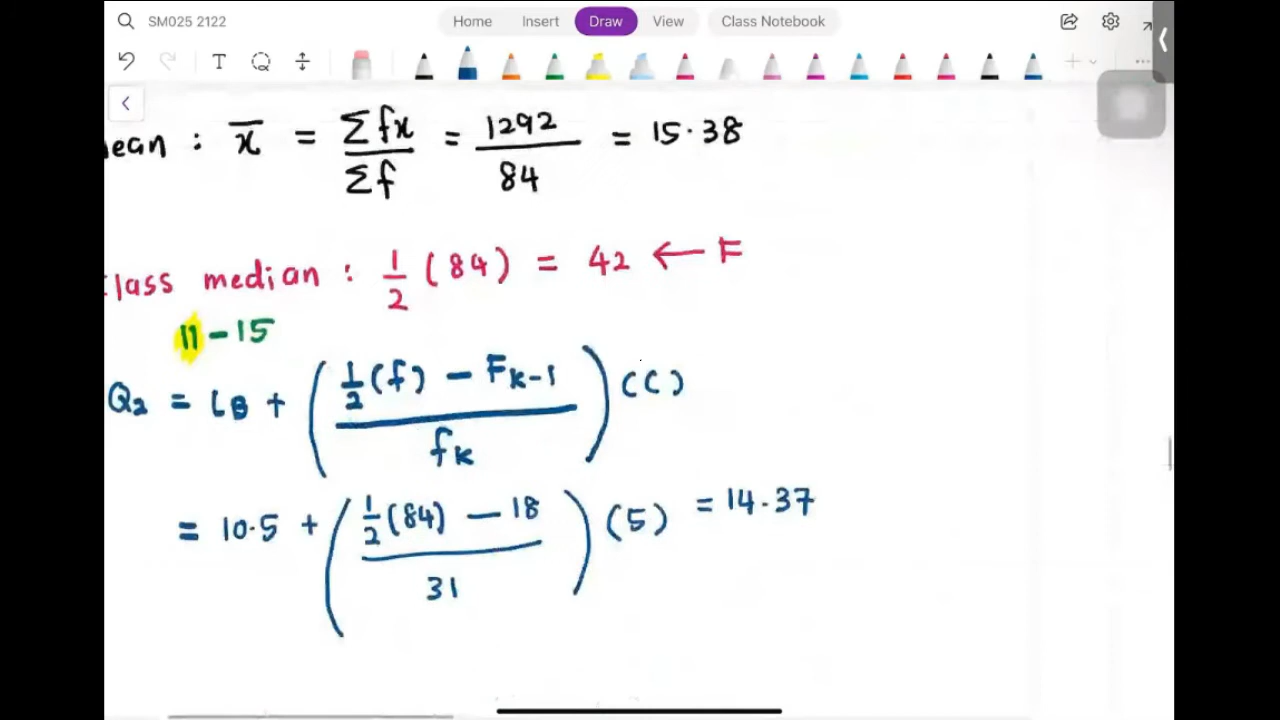 SM025 2122
Home Insert Draw View Class Notebook
ean : x̄ = Σfx / Σf = 1292 / 84 = 15.38
lass median : 1/2 (84) = 42 ← F
11 - 15
Q₂ = LB + ( (1/2 (f) - Fₖ₋₁) / fₖ ) (C)
= 10.5 + ( (1/2 (84) - 18) / 31 ) (5) = 14.37